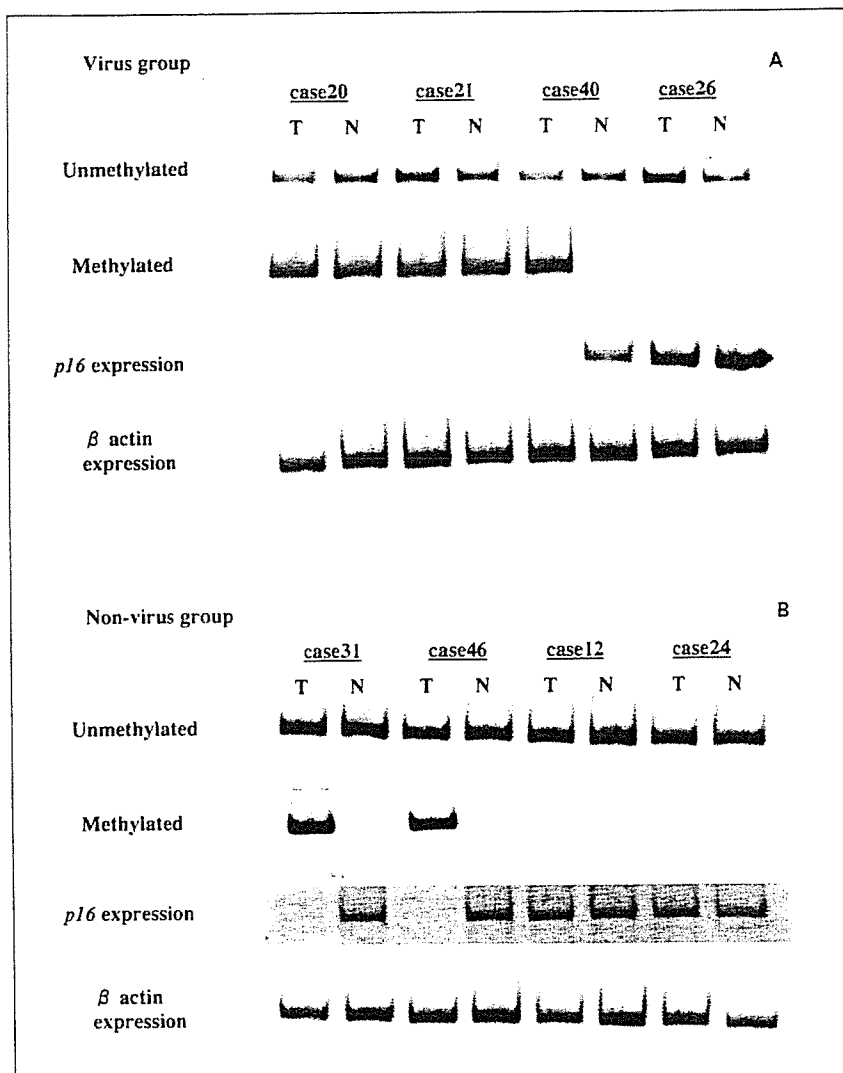 Virus group
A
case20 case21 case40 case26
T N T N T N T N
Unmethylated
Methylated
p16 expression
β actin
expression
Non-virus group
B
case31 case46 case12 case24
T N T N T N T N
Unmethylated
Methylated
p16 expression
β actin
expression